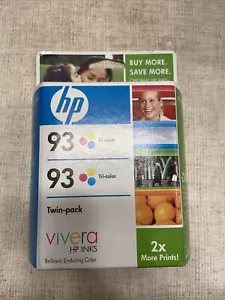 BUY MORE.
SAVE MORE.
hp
93 Tri-color
93 Tri-color
Twin-pack
vivera
HP INKS
Brilliant, Enduring Color
2x
More Prints!